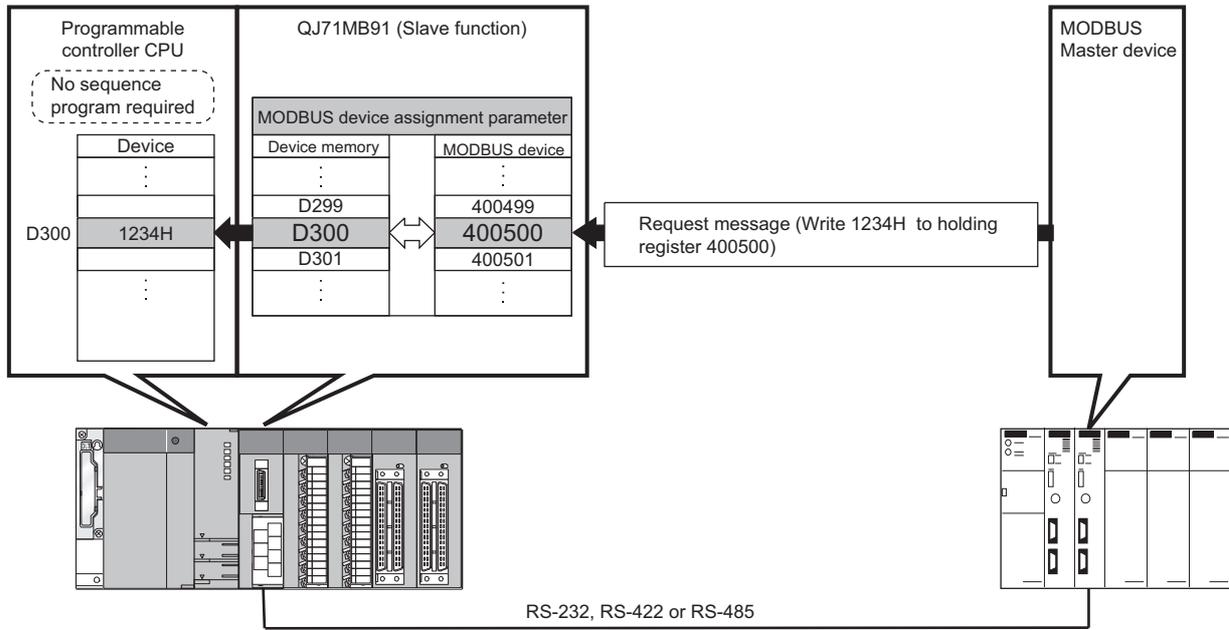 Programmable
controller CPU
No sequence
program required
Device
D300
1234H
QJ71MB91 (Slave function)
MODBUS device assignment parameter
Device memory
MODBUS device
D299
400499
D300
400500
D301
400501
Request message (Write 1234H to holding
register 400500)
MODBUS
Master device
RS-232, RS-422 or RS-485